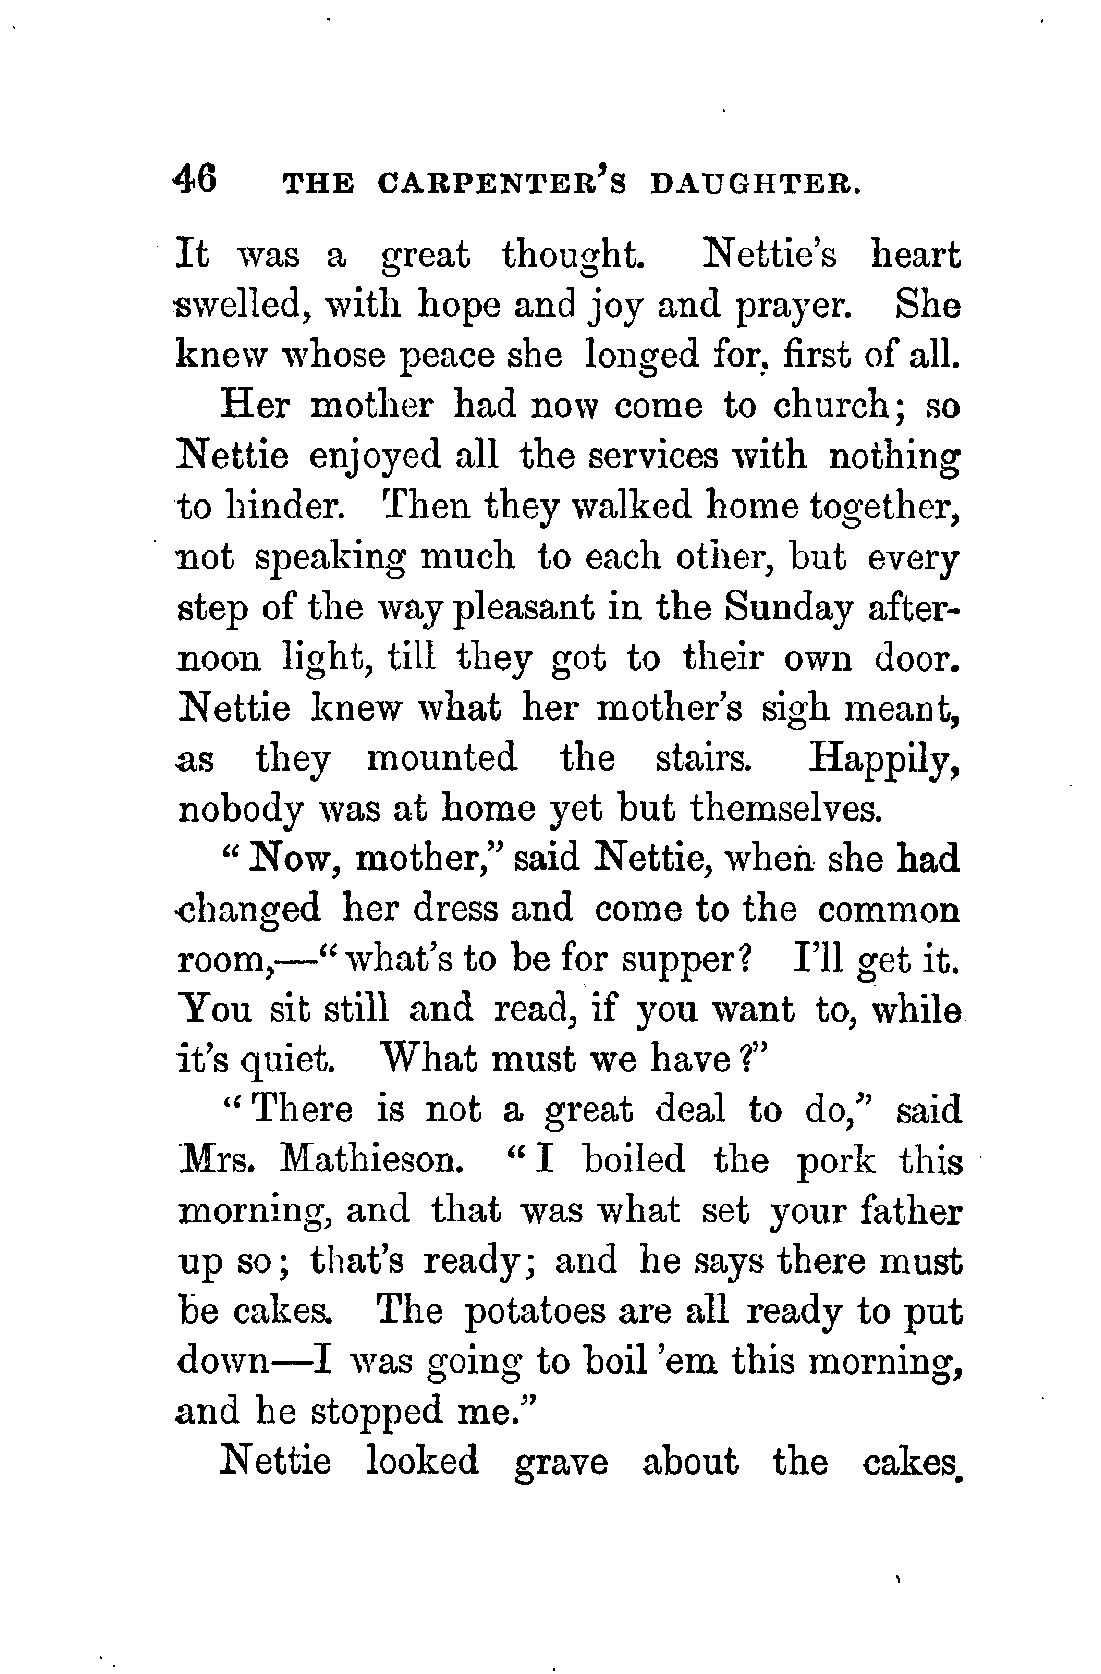 46 THE CARPENTER'S DAUGHTER.
It was a great thought. Nettie's heart
swelled, with hope and joy and prayer. She
knew whose peace she longed for, first of all.
Her mother had now come to church; so
Nettie enjoyed all the services with nothing
to hinder. Then they walked home together,
not speaking much to each other, but every
step of the way pleasant in the Sunday after-
noon light, till they got to their own door.
Nettie knew what her mother's sigh meant,
as they mounted the stairs. Happily,
nobody was at home yet but themselves.
"Now, mother," said Nettie, when she had
changed her dress and come to the common
room,—"what's to be for supper? I'll get it.
You sit still and read, if you want to, while
it's quiet. What must we have?"
"There is not a great deal to do," said
Mrs. Mathieson. "I boiled the pork this
morning, and that was what set your father
up so; that's ready; and he says there must
be cakes. The potatoes are all ready to put
down—I was going to boil 'em this morning,
and he stopped me."
Nettie looked grave about the cakes.